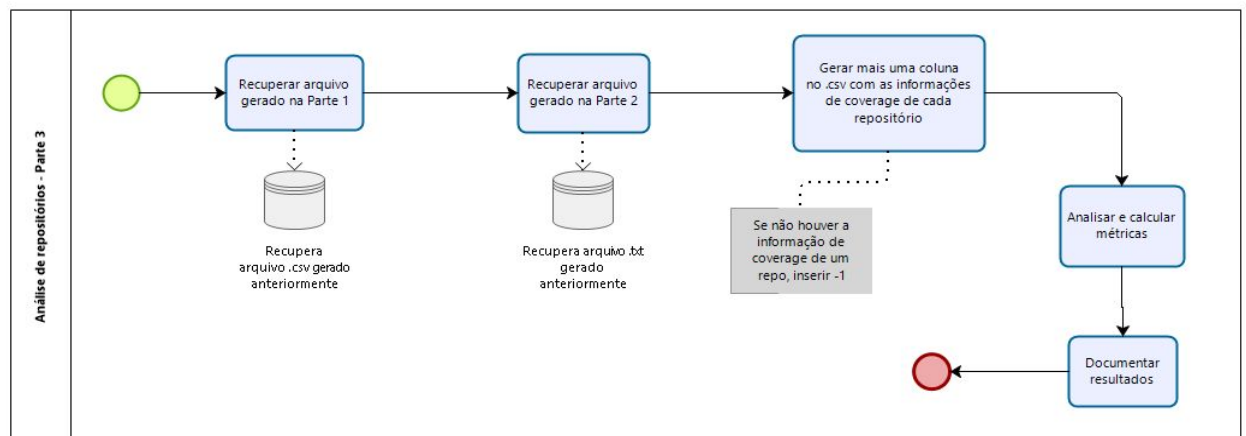 Análise de repositórios - Parte 3
Recuperar arquivo
gerado na Parte 1
Recupera
arquivo .csv gerado
anteriormente
Recuperar arquivo
gerado na Parte 2
Recupera arquivo .txt
gerado
anteriormente
Gerar mais uma coluna
no .csv com as informações
de coverage de cada
repositório
Se não houver a
informação de
coverage de um
repo, inserir -1
Analisar e calcular
métricas
Documentar
resultados